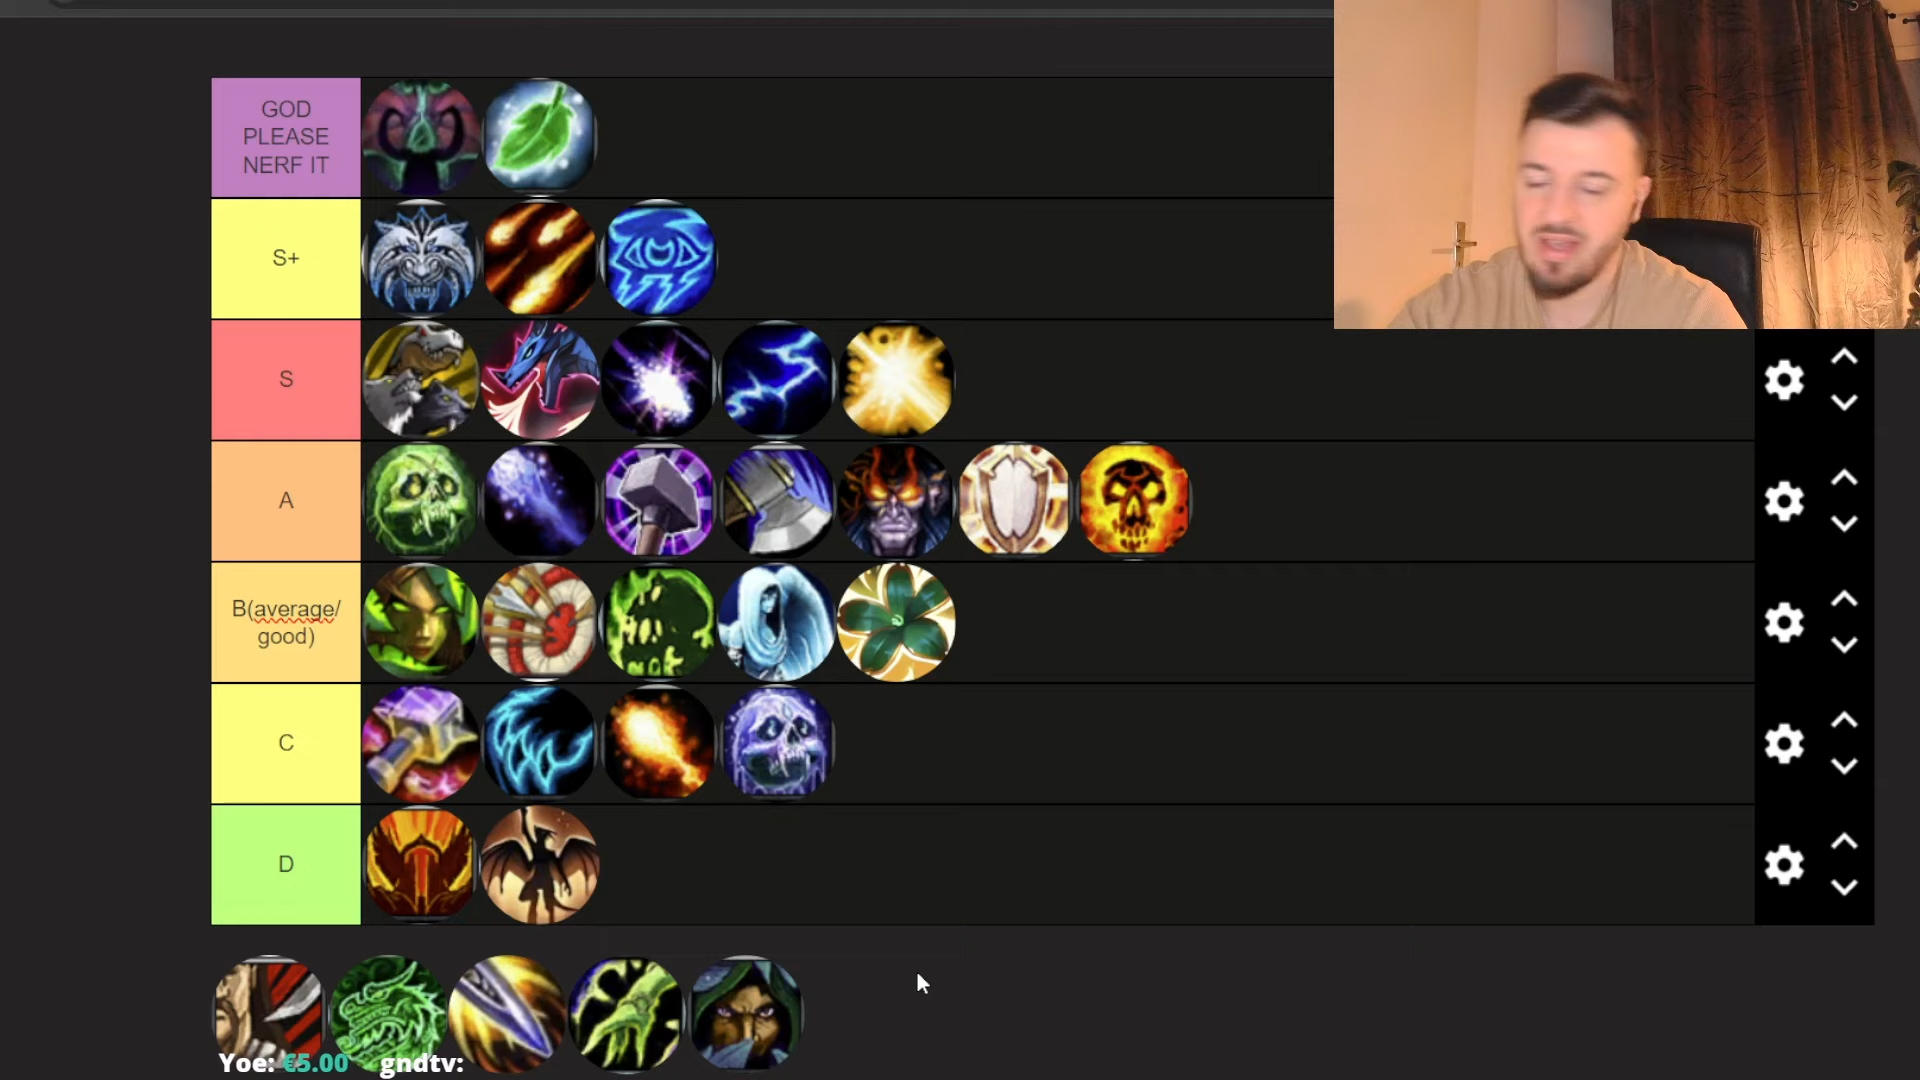 GOD
PLEASE
NERF IT
S+
S
A
B(average/
good)
C
D
Yoe: €5.00 gndtv: